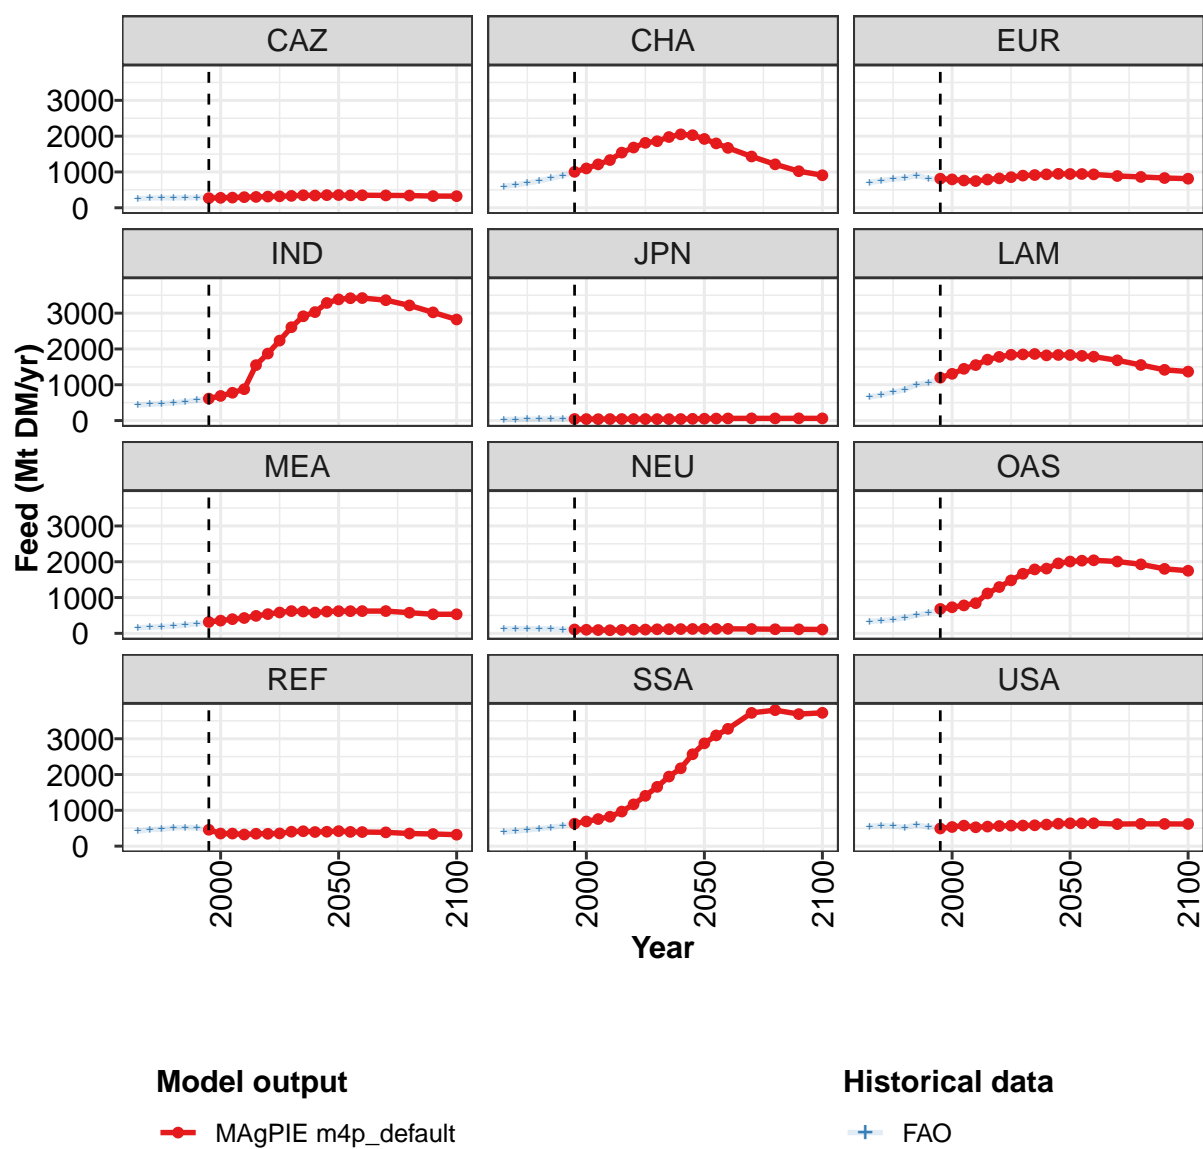 CAZ CHA EUR
3000
2000
1000
0
IND JPN LAM
3000
2000
1000
0
MEA NEU OAS
3000
2000
1000
0
REF SSA USA
3000
2000
1000
0
Feed (Mt DM/yr)
2000 2050 2100 2000 2050 2100 2000 2050 2100
Year
Model output Historical data
MAgPIE m4p_default FAO